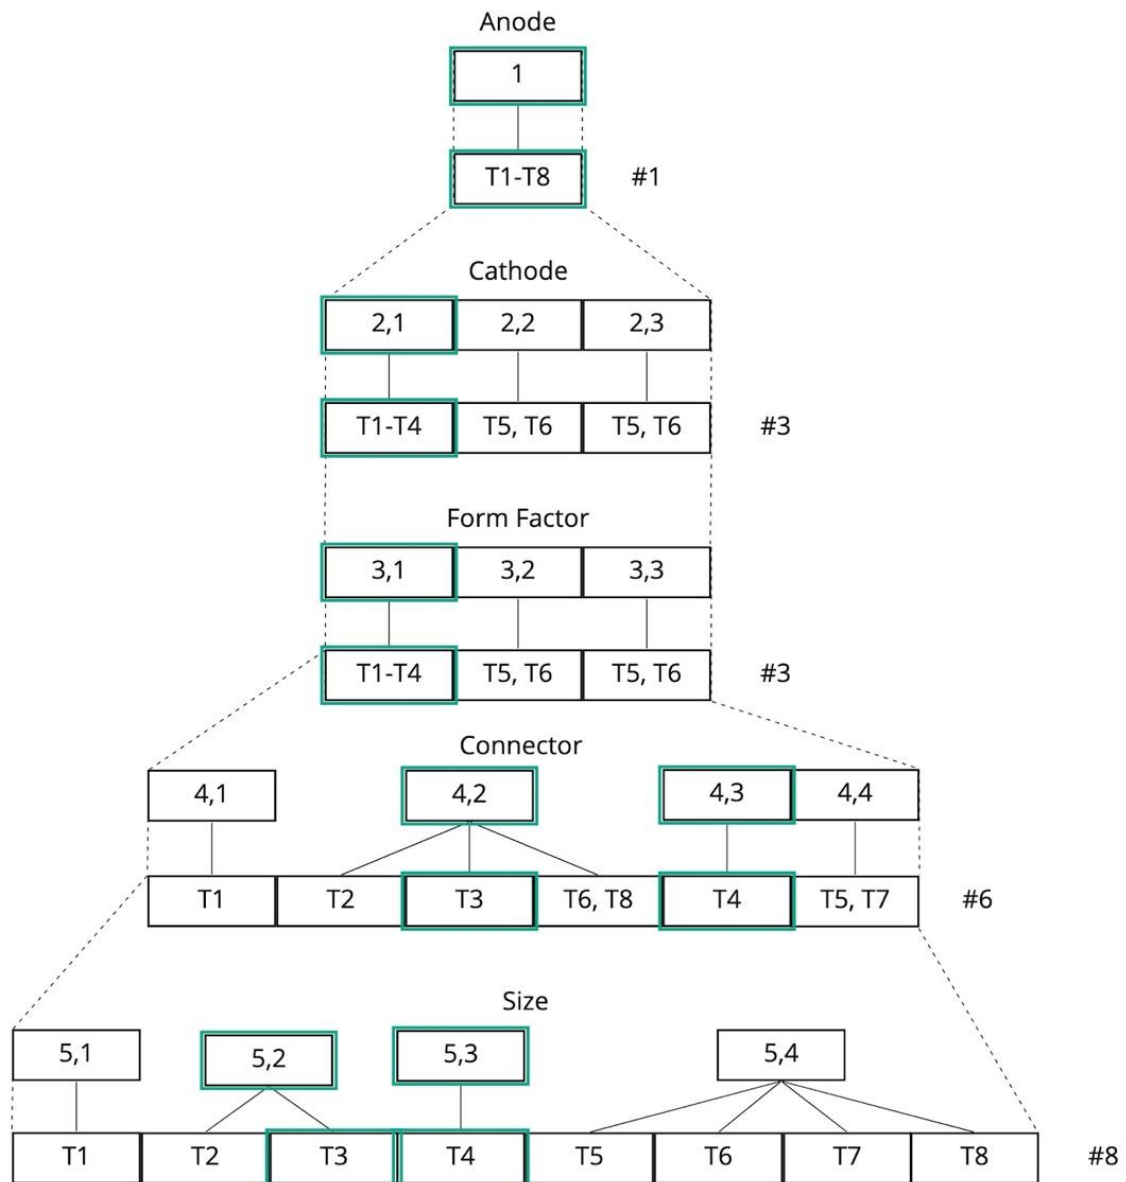 Anode
1
T1-T8 #1
Cathode
2,1 2,2 2,3
T1-T4 T5, T6 T5, T6 #3
Form Factor
3,1 3,2 3,3
T1-T4 T5, T6 T5, T6 #3
Connector
4,1 4,2 4,3 4,4
T1 T2 T3 T6, T8 T4 T5, T7 #6
Size
5,1 5,2 5,3 5,4
T1 T2 T3 T4 T5 T6 T7 T8 #8